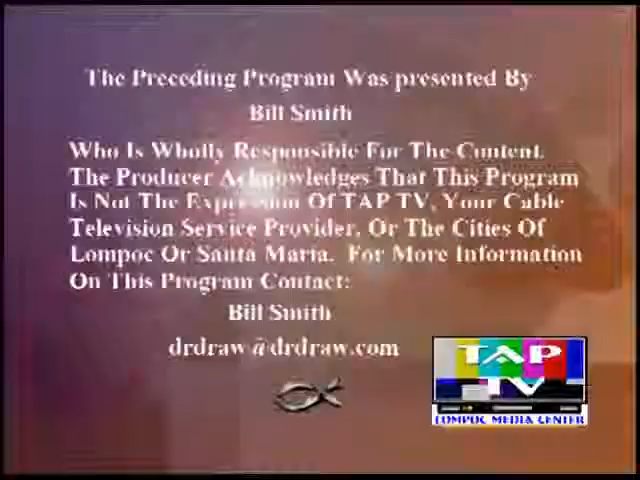 The Preceding Program Was presented By
Bill Smith
Who Is Wholly Responsible For The Content.
The Producer Acknowledges That This Program
Is Not The Expression Of TAP TV, Your Cable
Television Service Provider, Or The Cities Of
Lompoc Or Santa Maria. For More Information
On This Program Contact:
Bill Smith
drdraw@drdraw.com
TAP
TV
LOMPOC MEDIA CENTER